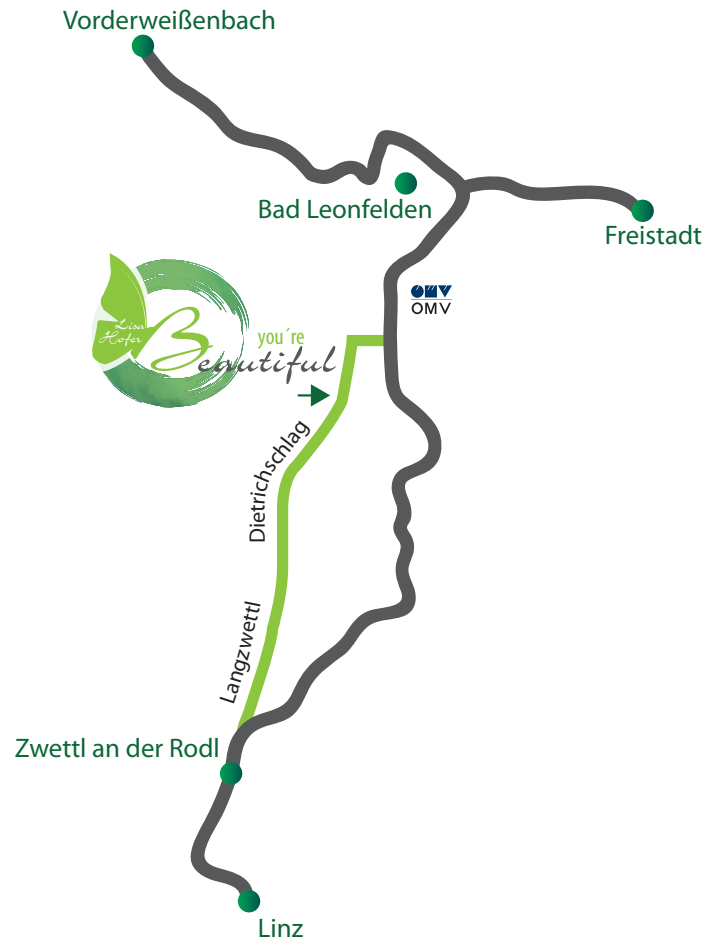 Vorderweißenbach
Bad Leonfelden
Freistadt
OMV
OMV
Lisa
Hofer
you´re
Beautiful
Dietrichschlag
Langzwettl
Zwettl an der Rodl
Linz